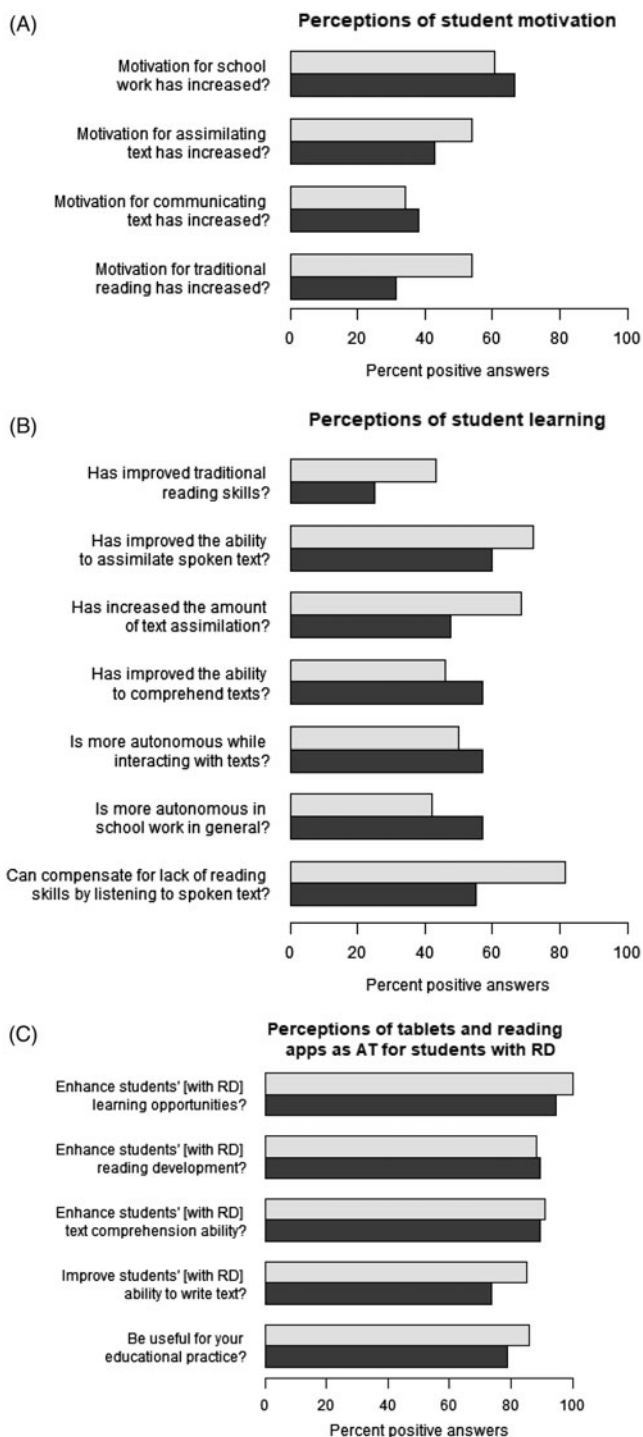 (A)
Perceptions of student motivation
Motivation for school
work has increased?
Motivation for assimilating
text has increased?
Motivation for communicating
text has increased?
Motivation for traditional
reading has increased?
0 20 40 60 80 100
Percent positive answers
(B)
Perceptions of student learning
Has improved traditional
reading skills?
Has improved the ability
to assimilate spoken text?
Has increased the amount
of text assimilation?
Has improved the ability
to comprehend texts?
Is more autonomous while
interacting with texts?
Is more autonomous in
school work in general?
Can compensate for lack of reading
skills by listening to spoken text?
0 20 40 60 80 100
Percent positive answers
(C)
Perceptions of tablets and reading
apps as AT for students with RD
Enhance students' [with RD]
learning opportunities?
Enhance students' [with RD]
reading development?
Enhance students' [with RD]
text comprehension ability?
Improve students' [with RD]
ability to write text?
Be useful for your
educational practice?
0 20 40 60 80 100
Percent positive answers